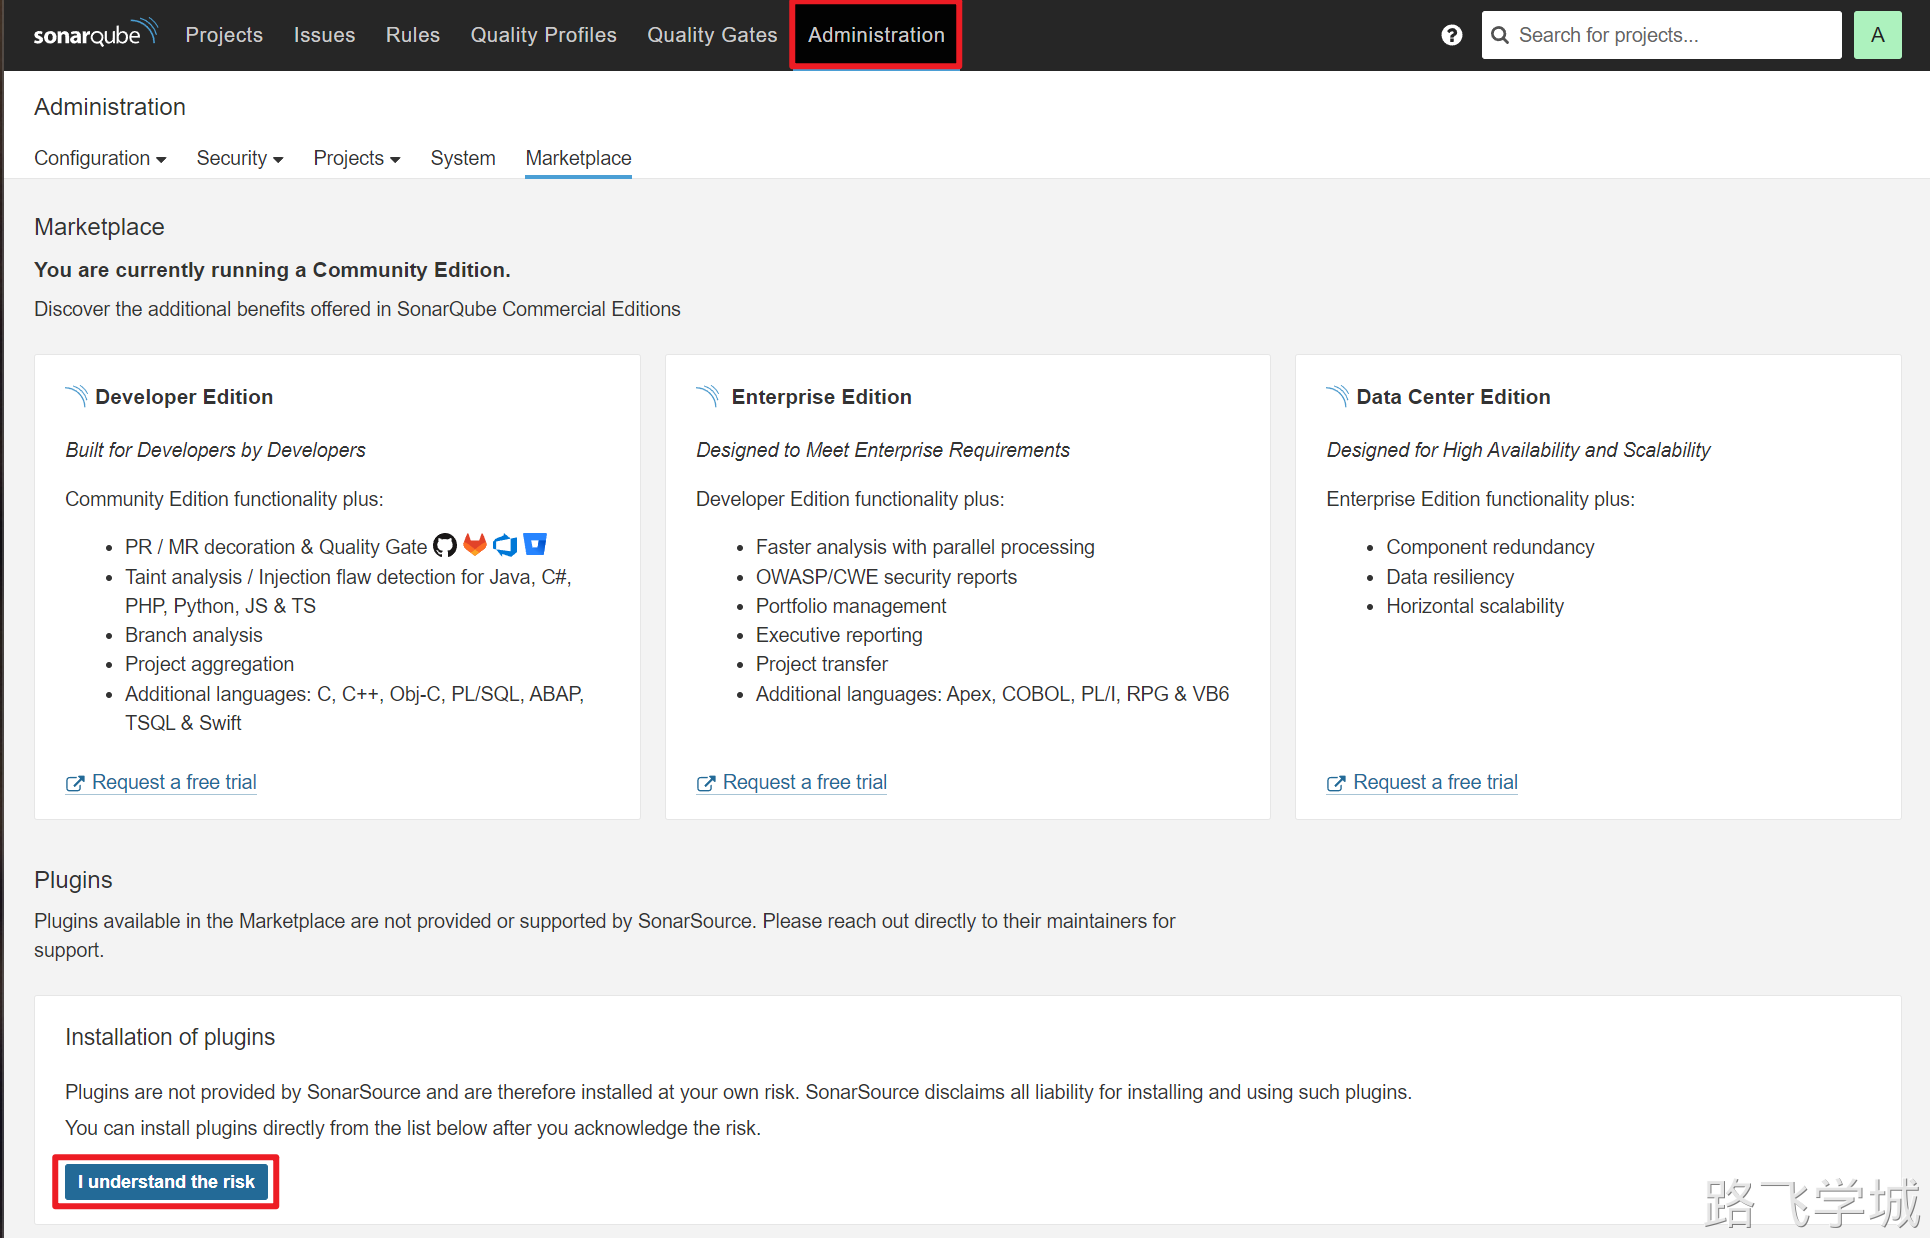 sonarqube Projects Issues Rules Quality Profiles Quality Gates Administration ? Search for projects... A
Administration
Configuration Security Projects System Marketplace
Marketplace
You are currently running a Community Edition.
Discover the additional benefits offered in SonarQube Commercial Editions
Developer Edition
Built for Developers by Developers
Community Edition functionality plus:
• PR / MR decoration & Quality Gate
• Taint analysis / Injection flaw detection for Java, C#,
PHP, Python, JS & TS
• Branch analysis
• Project aggregation
• Additional languages: C, C++, Obj-C, PL/SQL, ABAP,
TSQL & Swift
Request a free trial
Enterprise Edition
Designed to Meet Enterprise Requirements
Developer Edition functionality plus:
• Faster analysis with parallel processing
• OWASP/CWE security reports
• Portfolio management
• Executive reporting
• Project transfer
• Additional languages: Apex, COBOL, PL/I, RPG & VB6
Request a free trial
Data Center Edition
Designed for High Availability and Scalability
Enterprise Edition functionality plus:
• Component redundancy
• Data resiliency
• Horizontal scalability
Request a free trial
Plugins
Plugins available in the Marketplace are not provided or supported by SonarSource. Please reach out directly to their maintainers for
support.
Installation of plugins
Plugins are not provided by SonarSource and are therefore installed at your own risk. SonarSource disclaims all liability for installing and using such plugins.
You can install plugins directly from the list below after you acknowledge the risk.
I understand the risk
路飞学城